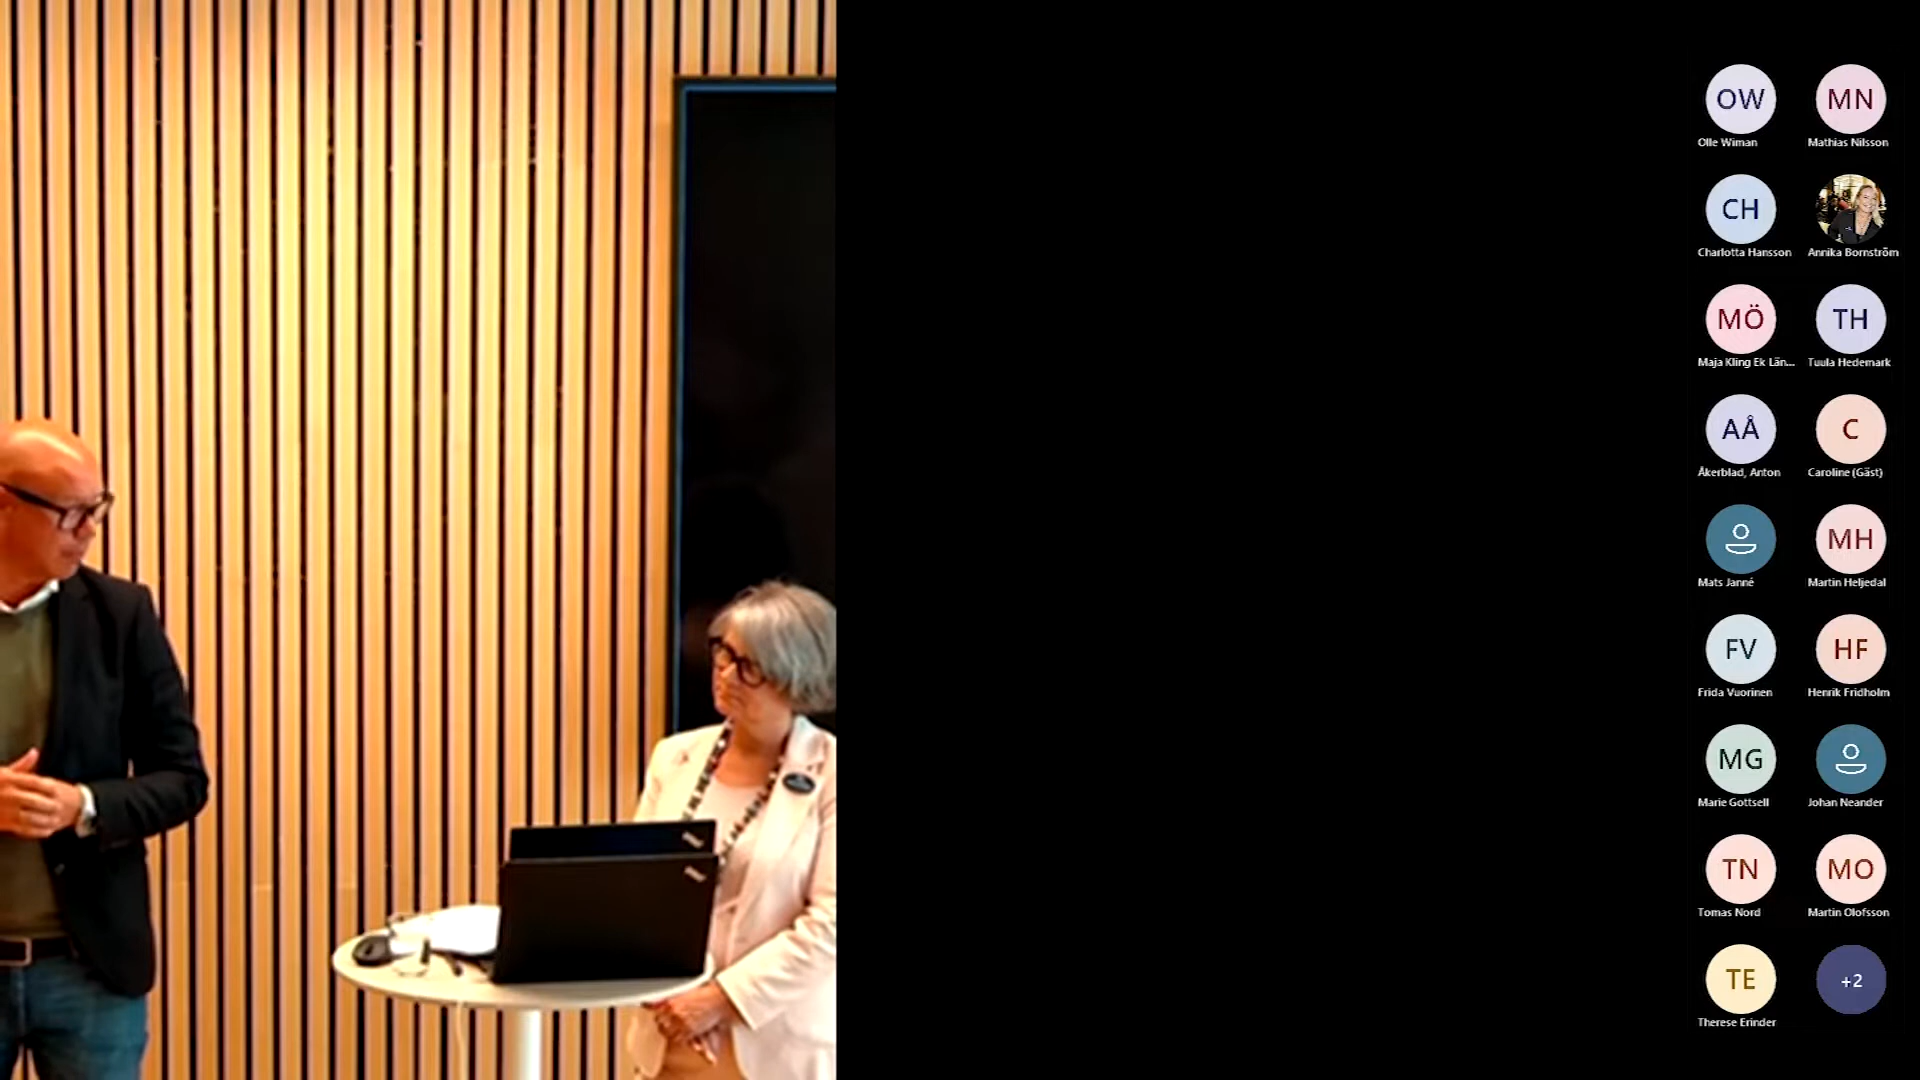 OW
MN
Olle Wiman
Mathias Nilsson
CH
Charlotta Hansson
Annika Bornström
MÖ
TH
Maja Kling Ek Län...
Tuula Hedemark
AÅ
C
Åkerblad, Anton
Caroline (Gäst)
MH
Mats Janné
Martin Heljedal
FV
HF
Frida Vuorinen
Henrik Fridholm
MG
Marie Gottsell
Johan Neander
TN
MO
Tomas Nord
Martin Olofsson
TE
+2
Therese Erinder